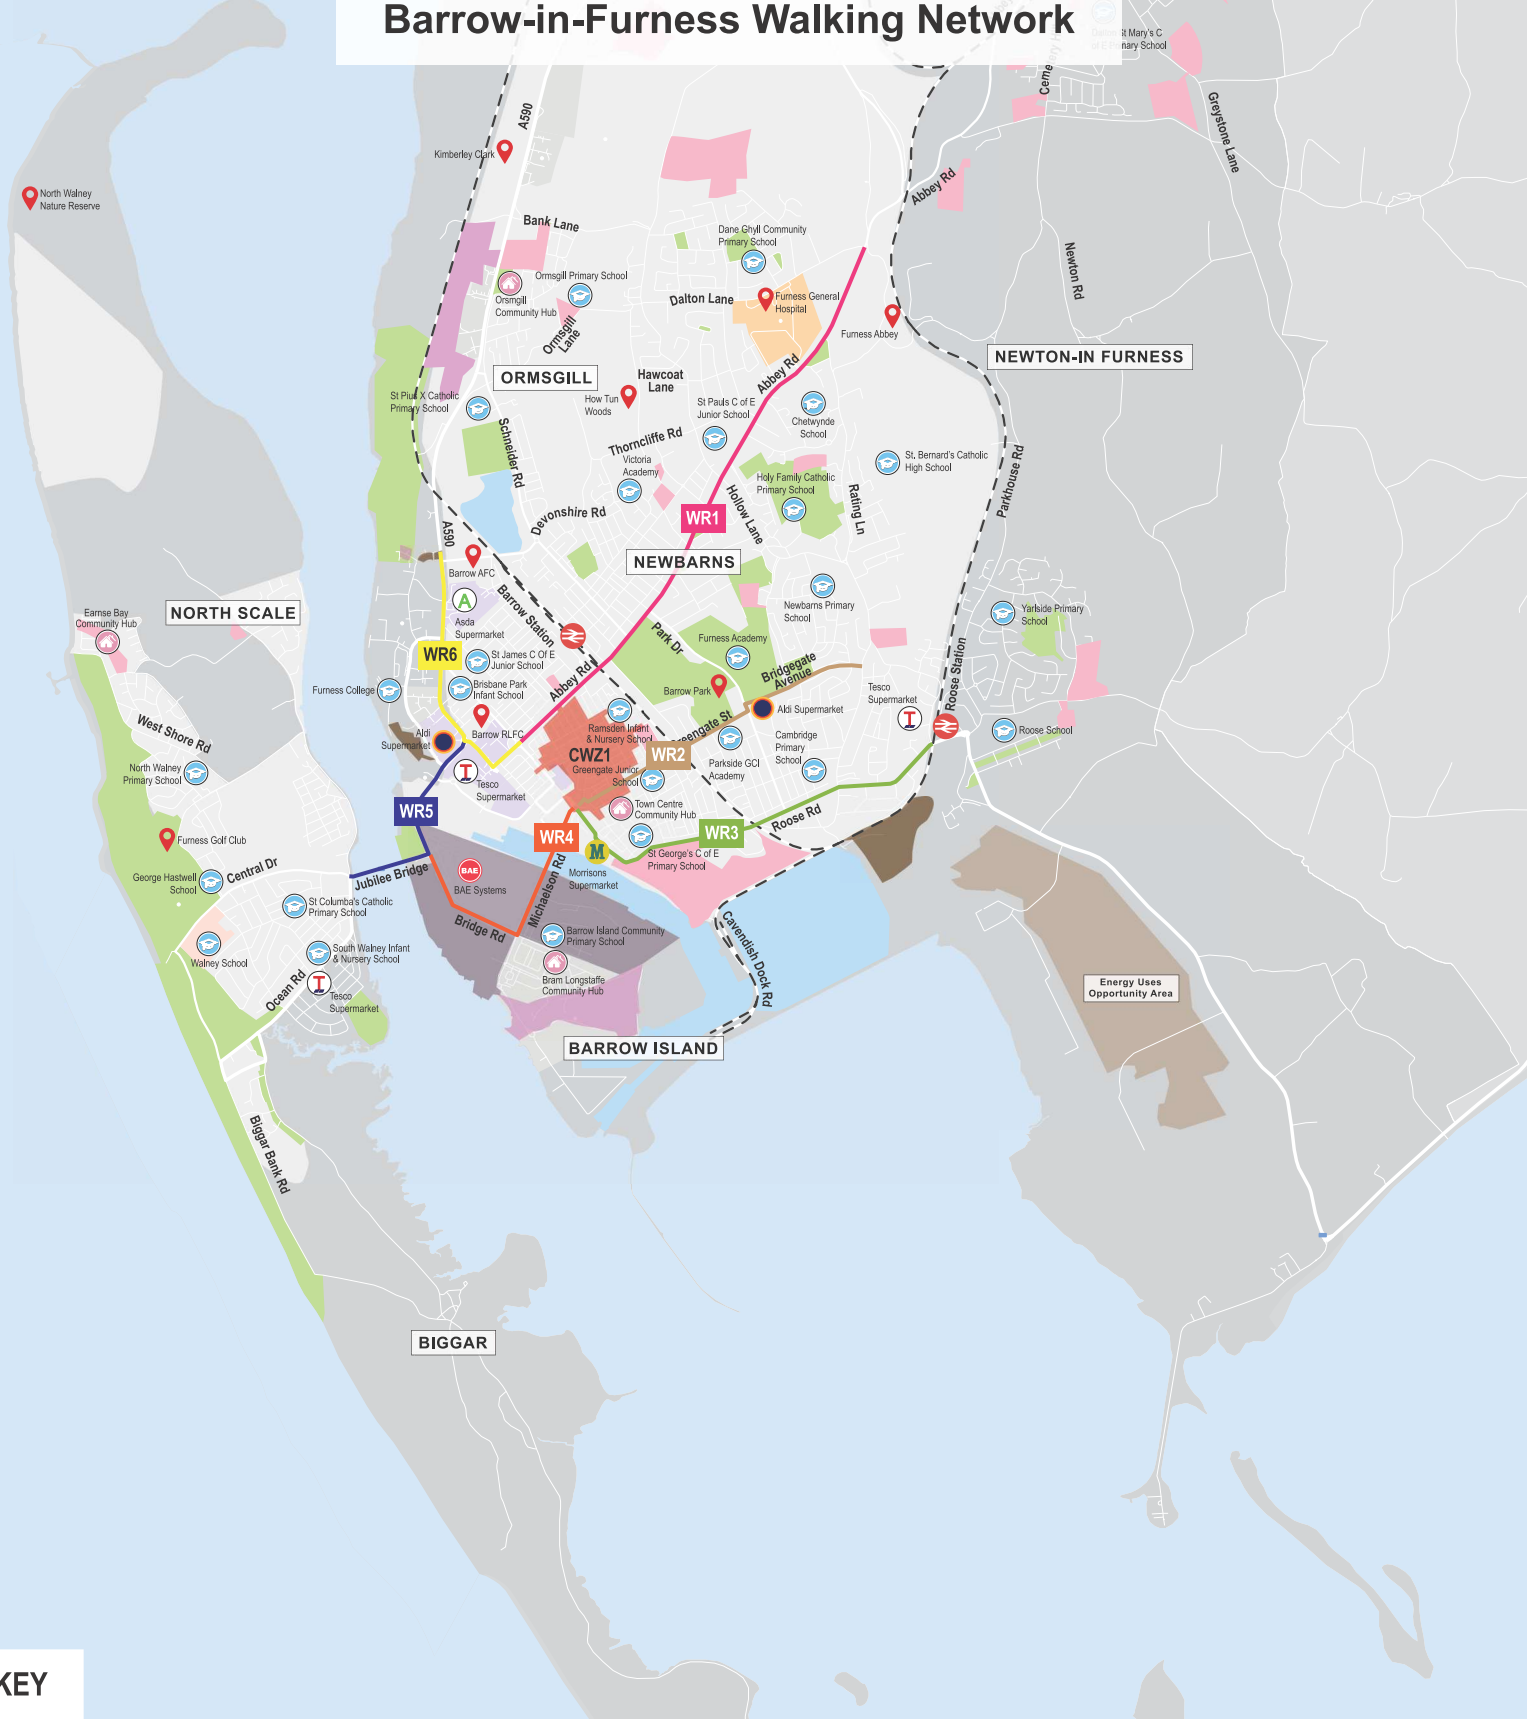 Barrow-in-Furness Walking Network
St Mary's C
of E Primary School
Greystone Lane
A590
Kimberley Clark
Abbey Rd
North Walney
Nature Reserve
Bank Lane
Dane Ghyll Community
Primary School
Newton Rd
Ormsgill Primary School
Orsmgill
Community Hub
Dalton Lane
Furness General
Hospital
Furness Abbey
Ormsgill
Lane
NEWTON-IN FURNESS
ORMSGILL
Hawcoat
Lane
Abbey Rd
St Pius X Catholic
Primary School
How Tun
Woods
St Pauls C of E
Junior School
Chetwynde
School
Schneider Rd
Thorncliffe Rd
Victoria
Academy
St. Bernard's Catholic
High School
Parkhouse Rd
Holy Family Catholic
Primary School
Hollow Lane
Rating Ln
WR1
Devonshire Rd
A590
NEWBARNS
Barrow AFC
Barrow Station
A
Asda
Supermarket
Newbarns Primary
School
Yarlside Primary
School
NORTH SCALE
Earnse Bay
Community Hub
Park Dr
Furness Academy
WR6
St James C Of E
Junior School
Bridgegate
Avenue
Roose Station
Furness College
Brisbane Park
Infant School
Abbey Rd
Barrow Park
Tesco
Supermarket
T
Aldi Supermarket
West Shore Rd
Aldi
Supermarket
Barrow RLFC
Ramsden Infant
& Nursery School
Greengate St
Roose School
CWZ1
WR2
Cambridge
Primary
School
North Walney
Primary School
T
Tesco
Supermarket
Greengate Junior
School
Parkside GCI
Academy
WR5
Town Centre
Community Hub
Roose Rd
WR4
WR3
Furness Golf Club
M
Morrisons
Supermarket
St George's C of E
Primary School
George Hastwell
School
Central Dr
Jubilee Bridge
BAE
BAE Systems
Michaelson Rd
St Columba's Catholic
Primary School
Bridge Rd
Barrow Island Community
Primary School
Cavendish Dock Rd
Walney School
South Walney Infant
& Nursery School
Bram Longstaffe
Community Hub
Energy Uses
Opportunity Area
Ocean Rd
T
Tesco
Supermarket
BARROW ISLAND
Biggar Bank Rd
BIGGAR
KEY